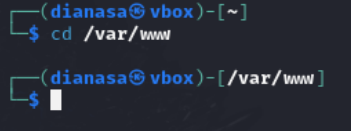 ┌──(dianasa㉿vbox)-[~]
└─$ cd /var/www
┌──(dianasa㉿vbox)-[/var/www]
└─$